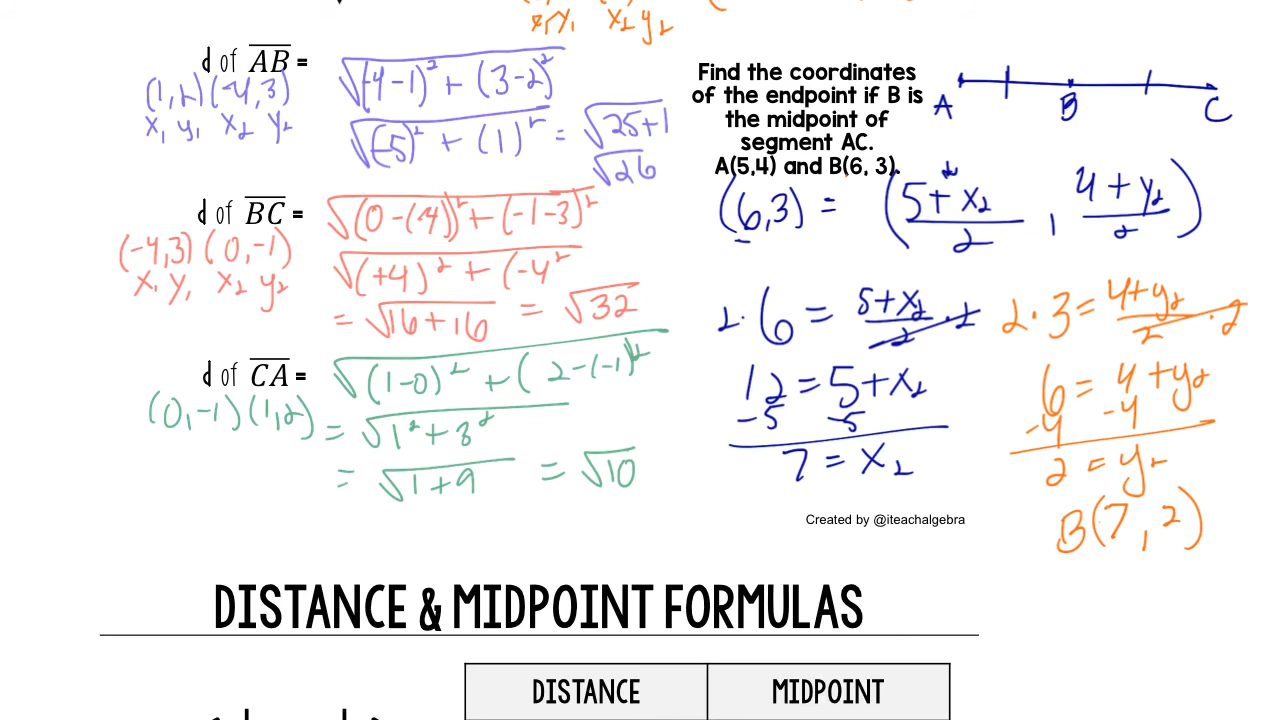 x₁ y₁ x₂ y₂
d of AB =
(1,2) (-4,3)
x₁ y₁ x₂ y₂
√(-4-1)² + (3-2)²
√(-5)² + (1)² = √25+1
√26
d of BC =
(-4,3) (0,-1)
x₁ y₁ x₂ y₂
√(0-(-4))² + (-1-3)²
√(+4)² + (-4²
= √16+16 = √32
d of CA =
(0,-1) (1,2)
√(1-0)² + (2-(-1)²
= √1² + 3²
= √1+9 = √10
Find the coordinates
of the endpoint if B is
the midpoint of
segment AC.
A(5,4) and B(6, 3).
A B C
(6,3) = (5+x₂/2 , 4+y₂/2)
2·6 = 5+x₂/2 ·2
12 = 5+x₂
-5 -5
7 = x₂
2·3 = 4+y₂/2 ·2
6 = 4+y₂
-4 -4
2 = y₂
B(7,2)
Created by @iteachalgebra
DISTANCE & MIDPOINT FORMULAS
DISTANCE MIDPOINT